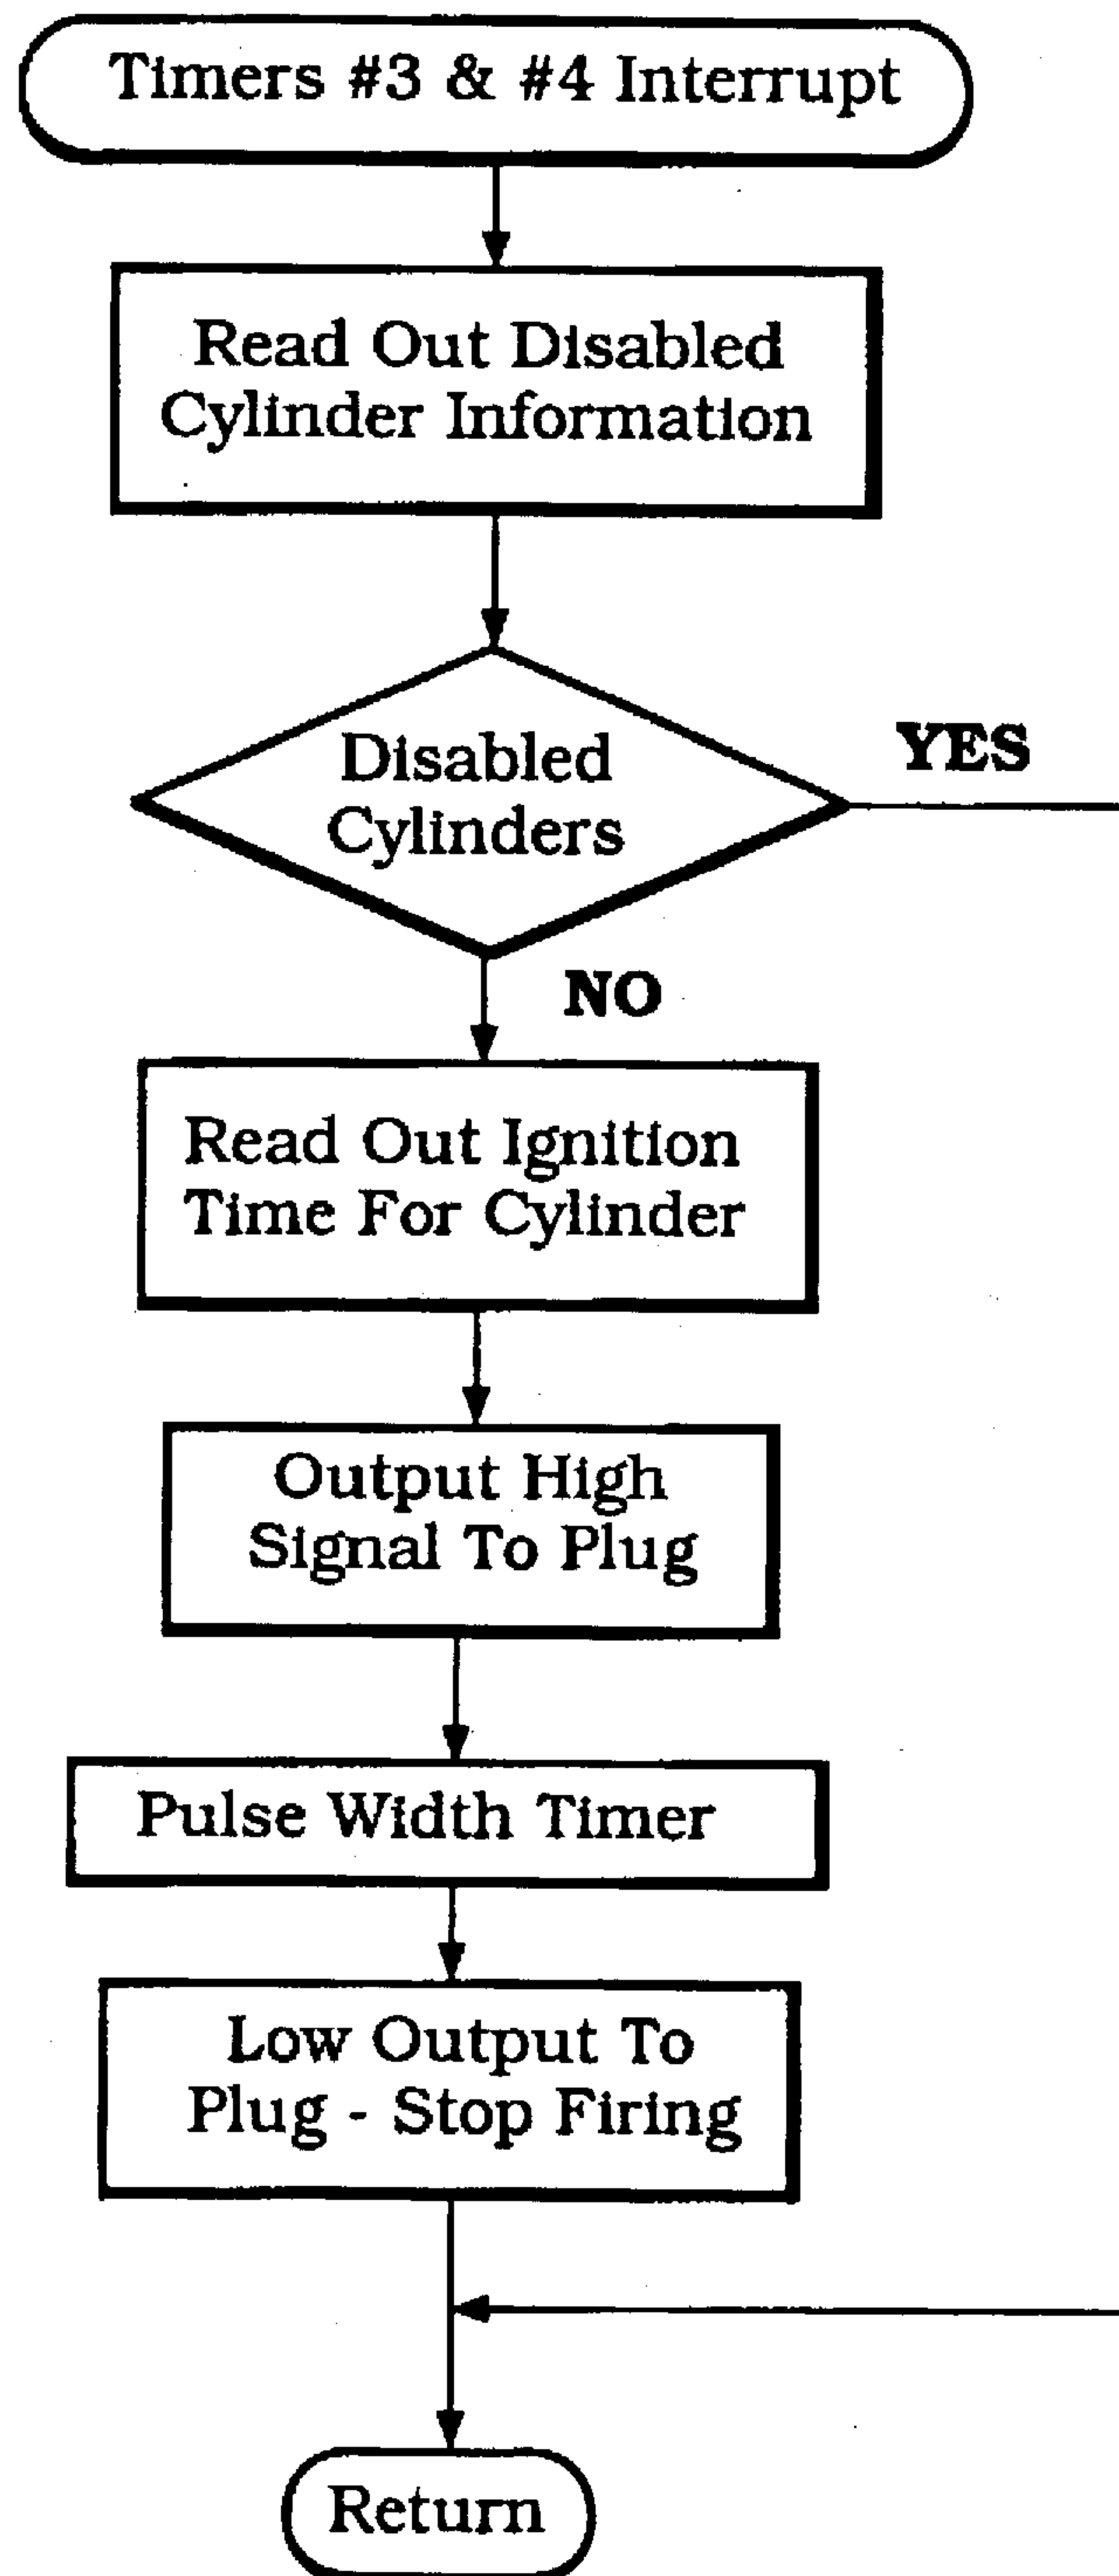 Timers #3 & #4 Interrupt
Read Out Disabled
Cylinder Information
Disabled
Cylinders
YES
NO
Read Out Ignition
Time For Cylinder
Output High
Signal To Plug
Pulse Width Timer
Low Output To
Plug - Stop Firing
Return